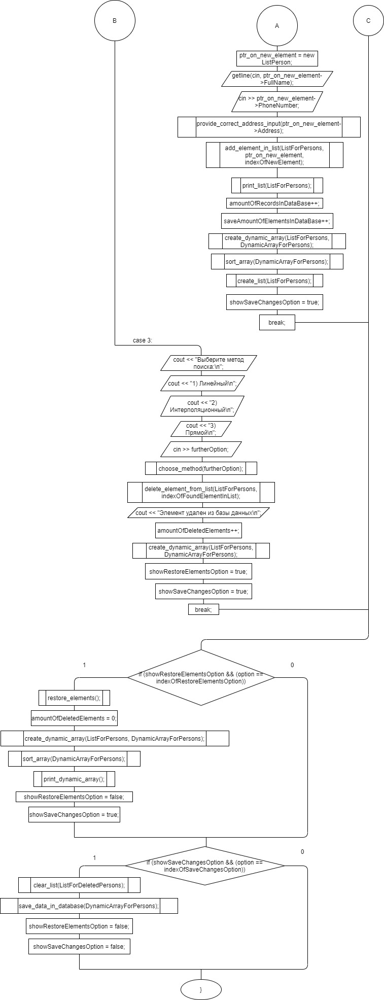 B
A
C
ptr_on_new_element = new
ListPerson;
getline(cin, ptr_on_new_element-
>FullName);
cin >> ptr_on_new_element-
>PhoneNumber;
provide_correct_address_input(ptr_on_new_element-
>Address);
add_element_in_list(ListForPersons,
ptr_on_new_element,
indexOfNewElement);
print_list(ListForPersons);
amountOfRecordsInDataBase++;
saveAmountOfElementsInDataBase++;
create_dynamic_array(ListForPersons,
DynamicArrayForPersons);
sort_array(DynamicArrayForPersons);
create_list(ListForPersons);
showSaveChangesOption = true;
break;
case 3:
cout << "Выберите метод
поиска:\n";
cout << "1) Линейный\n";
cout << "2)
Интерполяционный\n";
cout << "3)
Прямой\n";
cin >> furtherOption;
choose_method(furtherOption);
delete_element_from_list(ListForPersons,
indexOfFoundElementInList);
cout << "Элемент удален из базы данных\n";
amountOfDeletedElements++;
create_dynamic_array(ListForPersons,
DynamicArrayForPersons);
showRestoreElementsOption = true;
showSaveChangesOption = true;
break;
1
0
if (showRestoreElementsOption && (option ==
indexOfRestoreElementsOption))
restore_elements();
amountOfDeletedElements = 0;
create_dynamic_array(ListForPersons, DynamicArrayForPersons);
sort_array(DynamicArrayForPersons);
print_dynamic_array();
showRestoreElementsOption = false;
showSaveChangesOption = true;
1
0
if (showSaveChangesOption && (option ==
indexOfSaveChangesOption))
clear_list(ListForDeletedPersons);
save_data_in_database(DynamicArrayForPersons);
showRestoreElementsOption = false;
showSaveChangesOption = false;
}